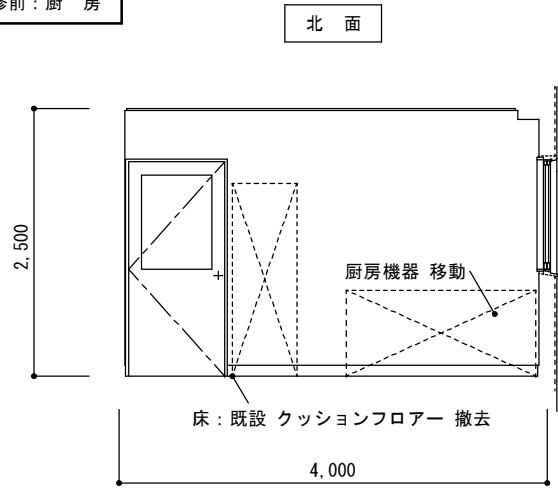 修前：厨　房
北　面
2,500
厨房機器 移動
床：既設 クッションフロアー 撤去
4,000